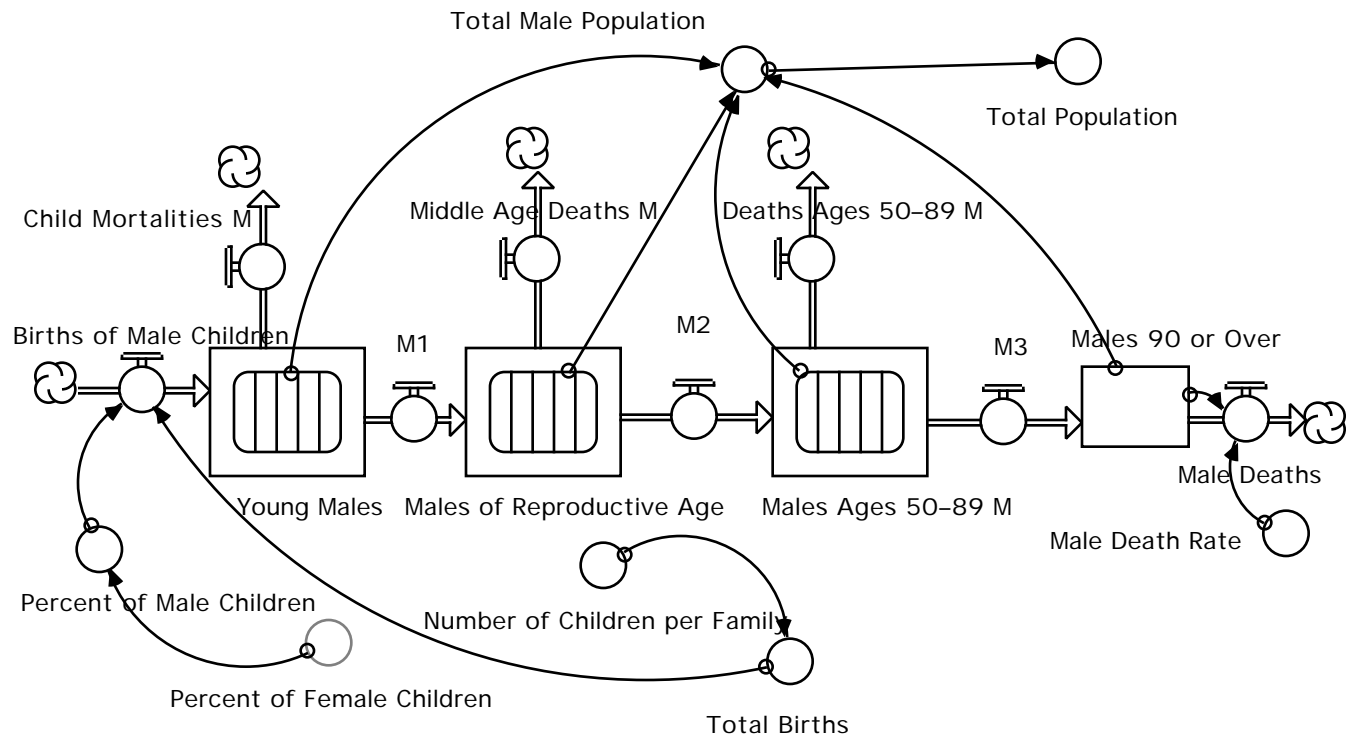 Total Male Population
Total Population
Child Mortalities M
Middle Age Deaths M
Deaths Ages 50–89 M
Births of Male Children
M1
M2
M3
Males 90 or Over
Young Males
Males of Reproductive Age
Males Ages 50–89 M
Male Deaths
Male Death Rate
Percent of Male Children
Number of Children per Family
Percent of Female Children
Total Births